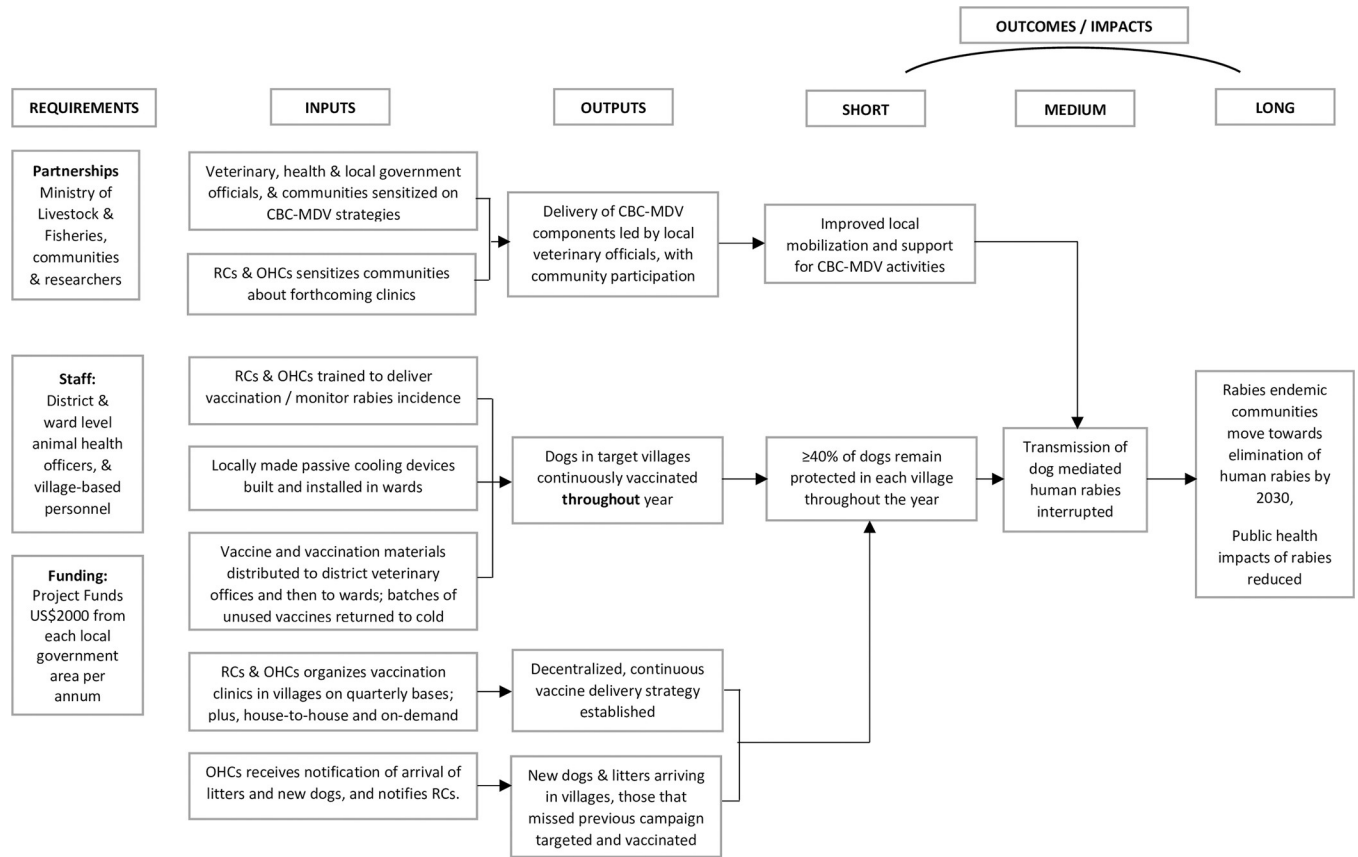 OUTCOMES / IMPACTS
REQUIREMENTS
INPUTS
OUTPUTS
SHORT
MEDIUM
LONG
Partnerships
Ministry of
Livestock &
Fisheries,
communities
& researchers
Veterinary, health & local government
officials, & communities sensitized on
CBC-MDV strategies
RCs & OHCs sensitizes communities
about forthcoming clinics
Delivery of CBC-MDV
components led by local
veterinary officials, with
community participation
Improved local
mobilization and support
for CBC-MDV activities
Staff:
District &
ward level
animal health
officers, &
village-based
personnel
RCs & OHCs trained to deliver
vaccination / monitor rabies incidence
Locally made passive cooling devices
built and installed in wards
Vaccine and vaccination materials
distributed to district veterinary
offices and then to wards; batches of
unused vaccines returned to cold
Dogs in target villages
continuously vaccinated
throughout year
≥40% of dogs remain
protected in each village
throughout the year
Transmission of
dog mediated
human rabies
interrupted
Rabies endemic
communities
move towards
elimination of
human rabies by
2030,
Public health
impacts of rabies
reduced
Funding:
Project Funds
US$2000 from
each local
government
area per
annum
RCs & OHCs organizes vaccination
clinics in villages on quarterly bases;
plus, house-to-house and on-demand
Decentralized, continuous
vaccine delivery strategy
established
OHCs receives notification of arrival of
litters and new dogs, and notifies RCs.
New dogs & litters arriving
in villages, those that
missed previous campaign
targeted and vaccinated